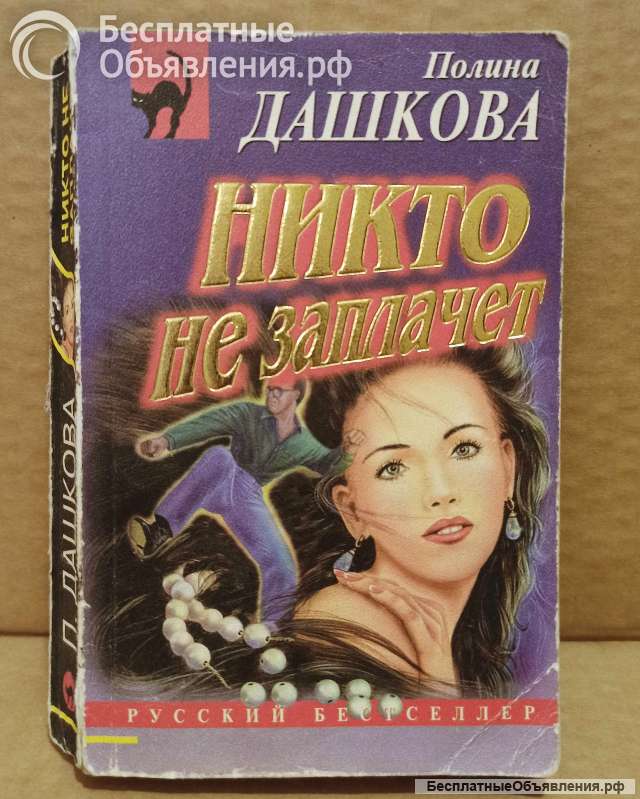 Бесплатные
Объявления.рф
Полина
ДАШКОВА
НИКТО
не заплачет
РУССКИЙ БЕСТСЕЛЛЕР
НИКТО НЕ
П. ДАШКОВА
БесплатныеОбъявления.рф